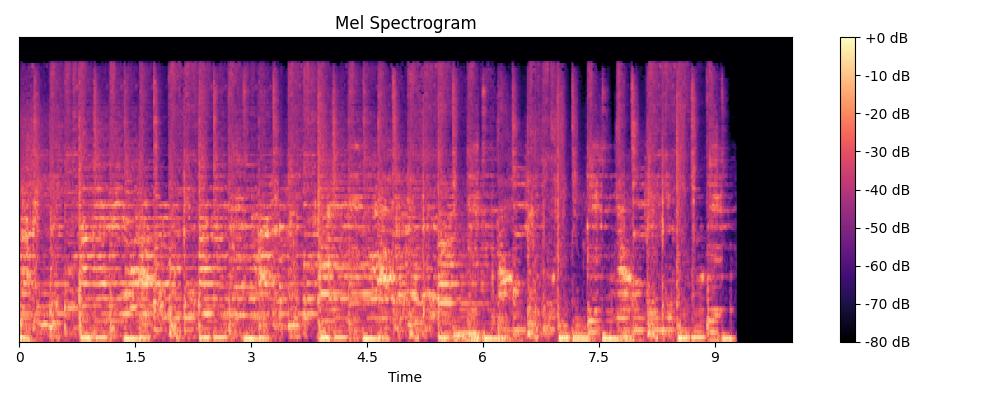 Mel Spectrogram
+0 dB
-10 dB
-20 dB
-30 dB
-40 dB
-50 dB
-60 dB
-70 dB
-80 dB
0 1.5 3 4.5 6 7.5 9
Time